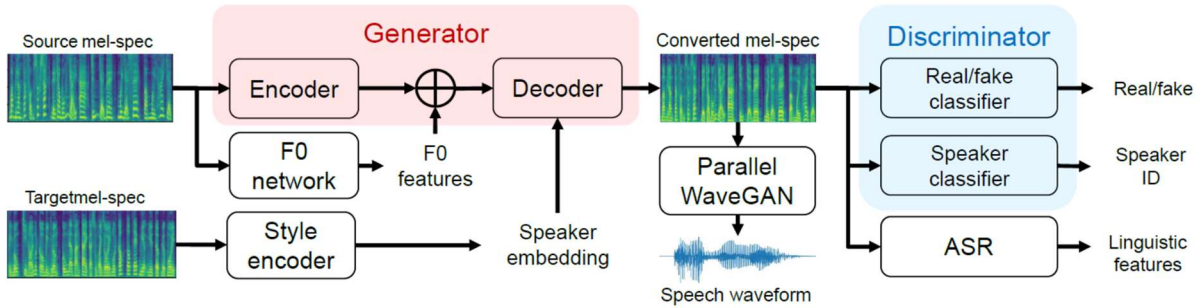 Source mel-spec
Generator
Converted mel-spec
Discriminator
Encoder
Decoder
Real/fake
classifier
Real/fake
F0
network
F0
features
Parallel
WaveGAN
Speaker
classifier
Speaker
ID
Targetmel-spec
Style
encoder
Speaker
embedding
Speech waveform
ASR
Linguistic
features